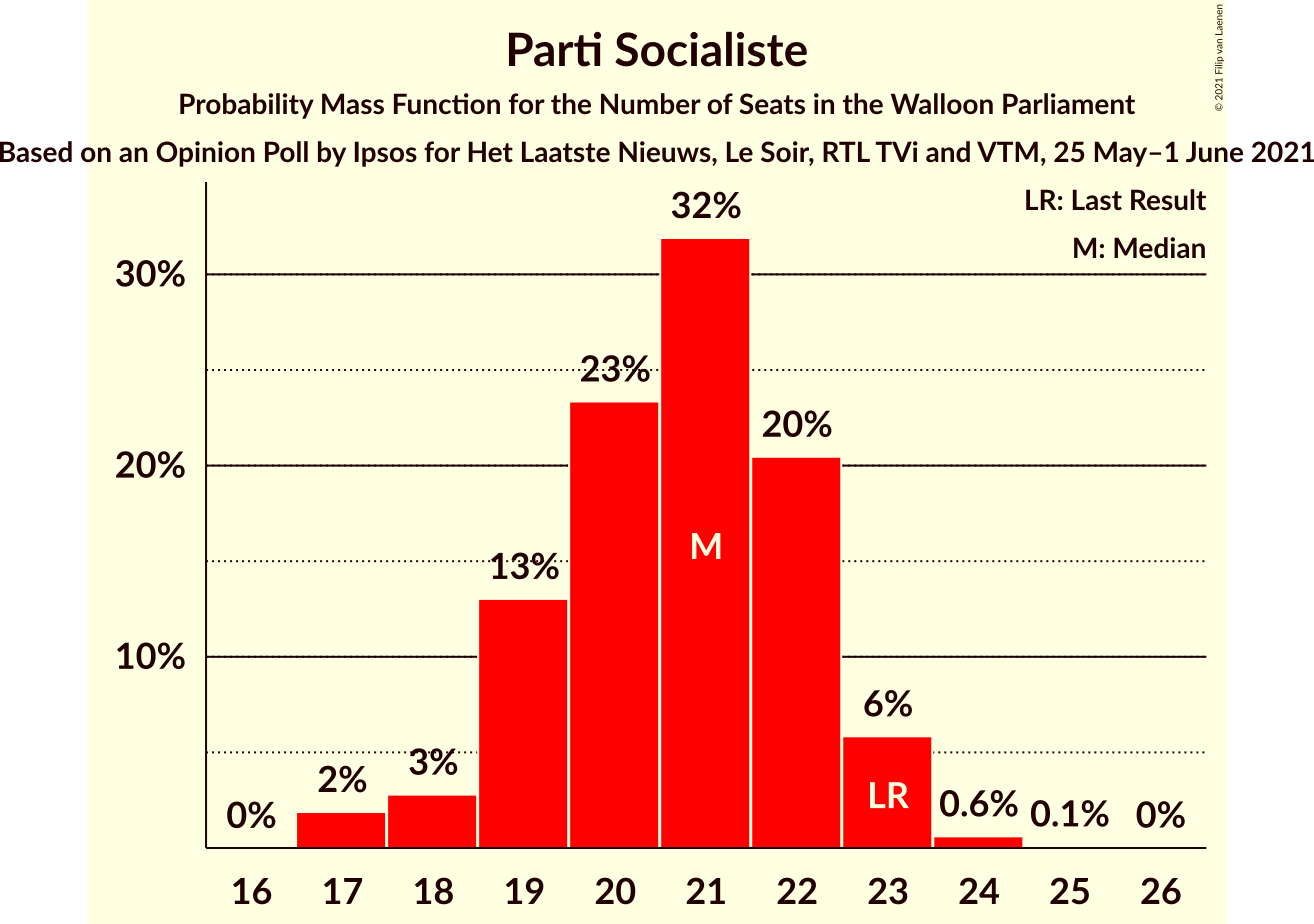 Parti Socialiste
Probability Mass Function for the Number of Seats in the Walloon Parliament
Based on an Opinion Poll by Ipsos for Het Laatste Nieuws, Le Soir, RTL TVi and VTM, 25 May–1 June 2021
© 2021 Filip van Laenen
LR: Last Result
M: Median
30%
20%
10%
0%
2%
3%
13%
23%
32%
20%
6%
0.6%
0.1%
0%
M
LR
16 17 18 19 20 21 22 23 24 25 26